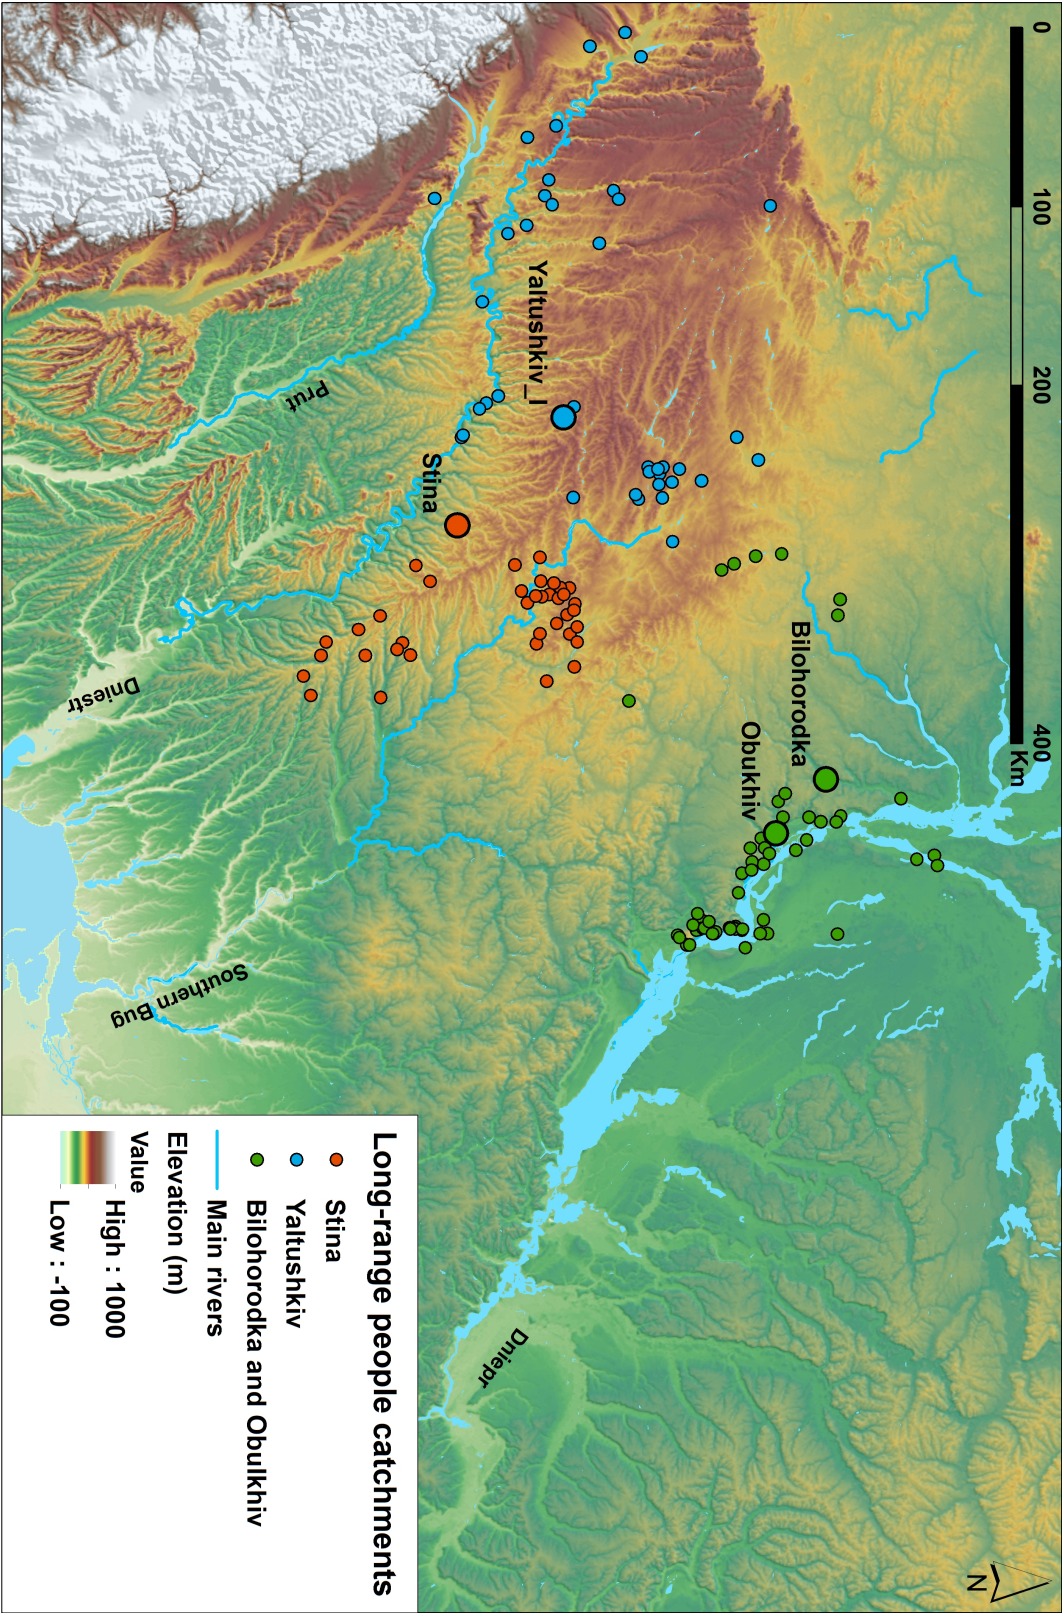 0 100 200 400
Km
Bilohorodka
Obukhiv
Yaltushkiv_I
Stina
Prut
Dniestr
Southern Bug
Dniepr
N
Long-range people catchments
Stina
Yaltushkiv
Bilohorodka and Obulkhiv
Main rivers
Elevation (m)
Value
High : 1000
Low : -100